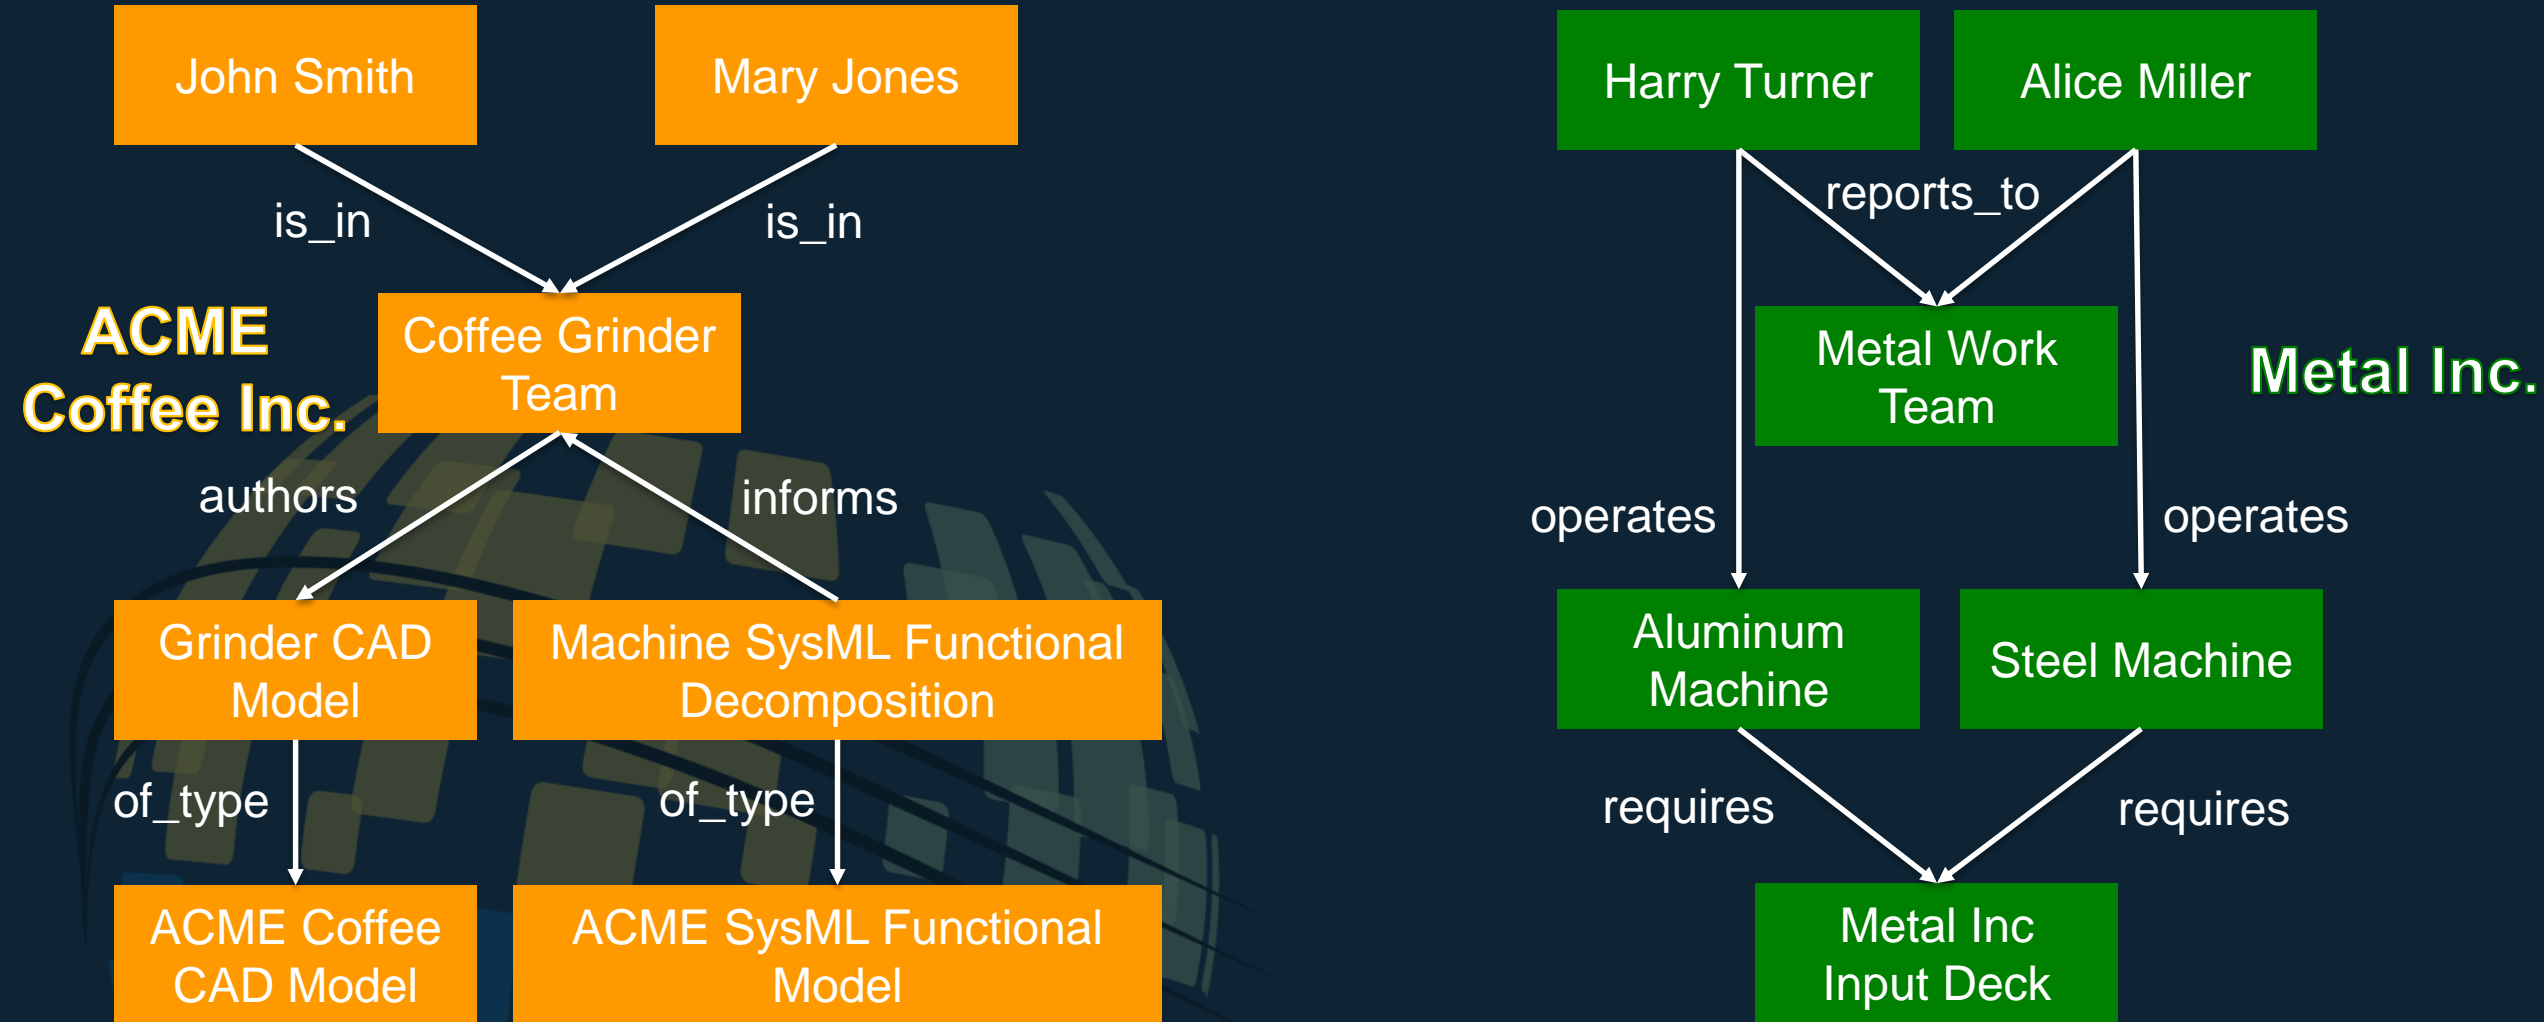 John Smith
Mary Jones
is_in
is_in
ACME
Coffee Inc.
Coffee Grinder
Team
authors
informs
Grinder CAD
Model
Machine SysML Functional
Decomposition
of_type
of_type
ACME Coffee
CAD Model
ACME SysML Functional
Model
Harry Turner
Alice Miller
reports_to
Metal Work
Team
Metal Inc.
operates
operates
Aluminum
Machine
Steel Machine
requires
requires
Metal Inc
Input Deck